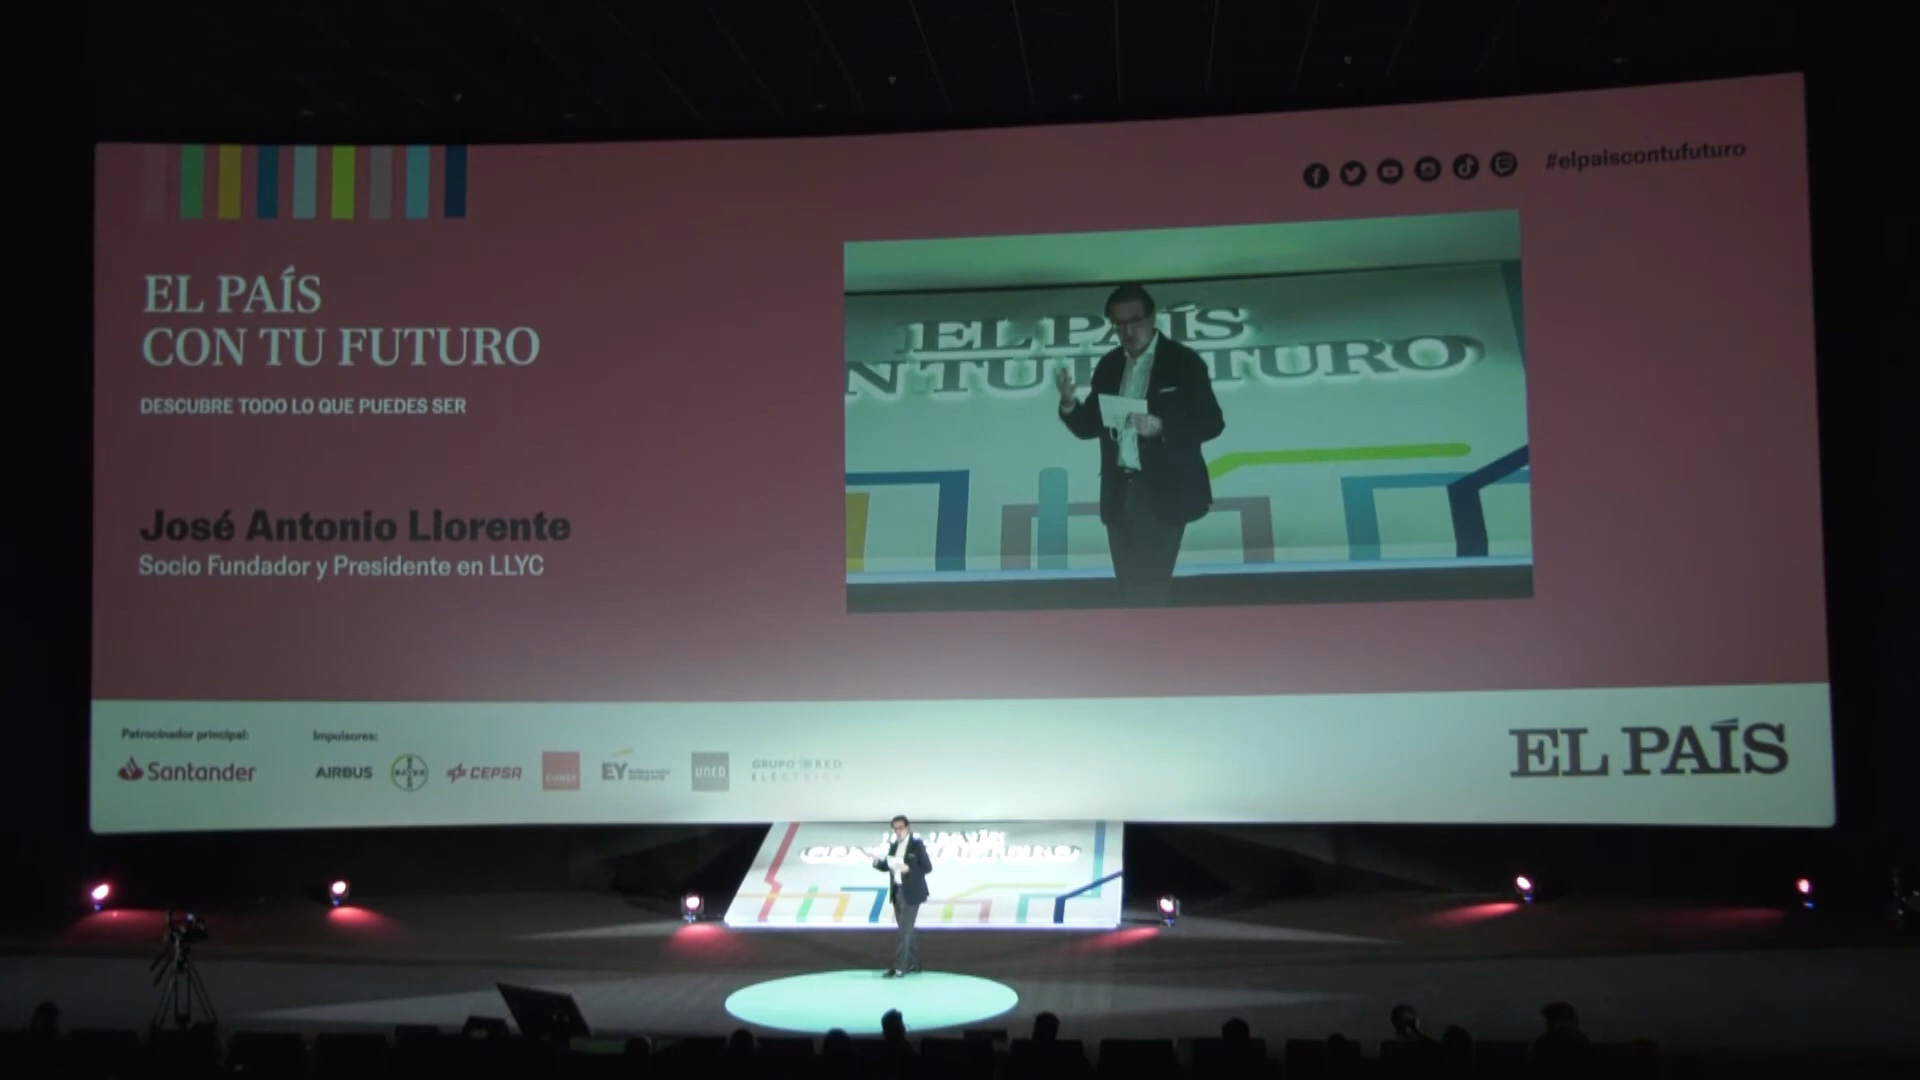 #elpaiscontufuturo
EL PAÍS
CON TU FUTURO
DESCUBRE TODO LO QUE PUEDES SER
EL PAÍS
N TU FUTURO
José Antonio Llorente
Socio Fundador y Presidente en LLYC
Patrocinador principal:
Santander
Impulsores:
AIRBUS
BAYER
CEPSA
CUNEF
EY
UNED
GRUPO RED
ELÉCTRICA
EL PAÍS